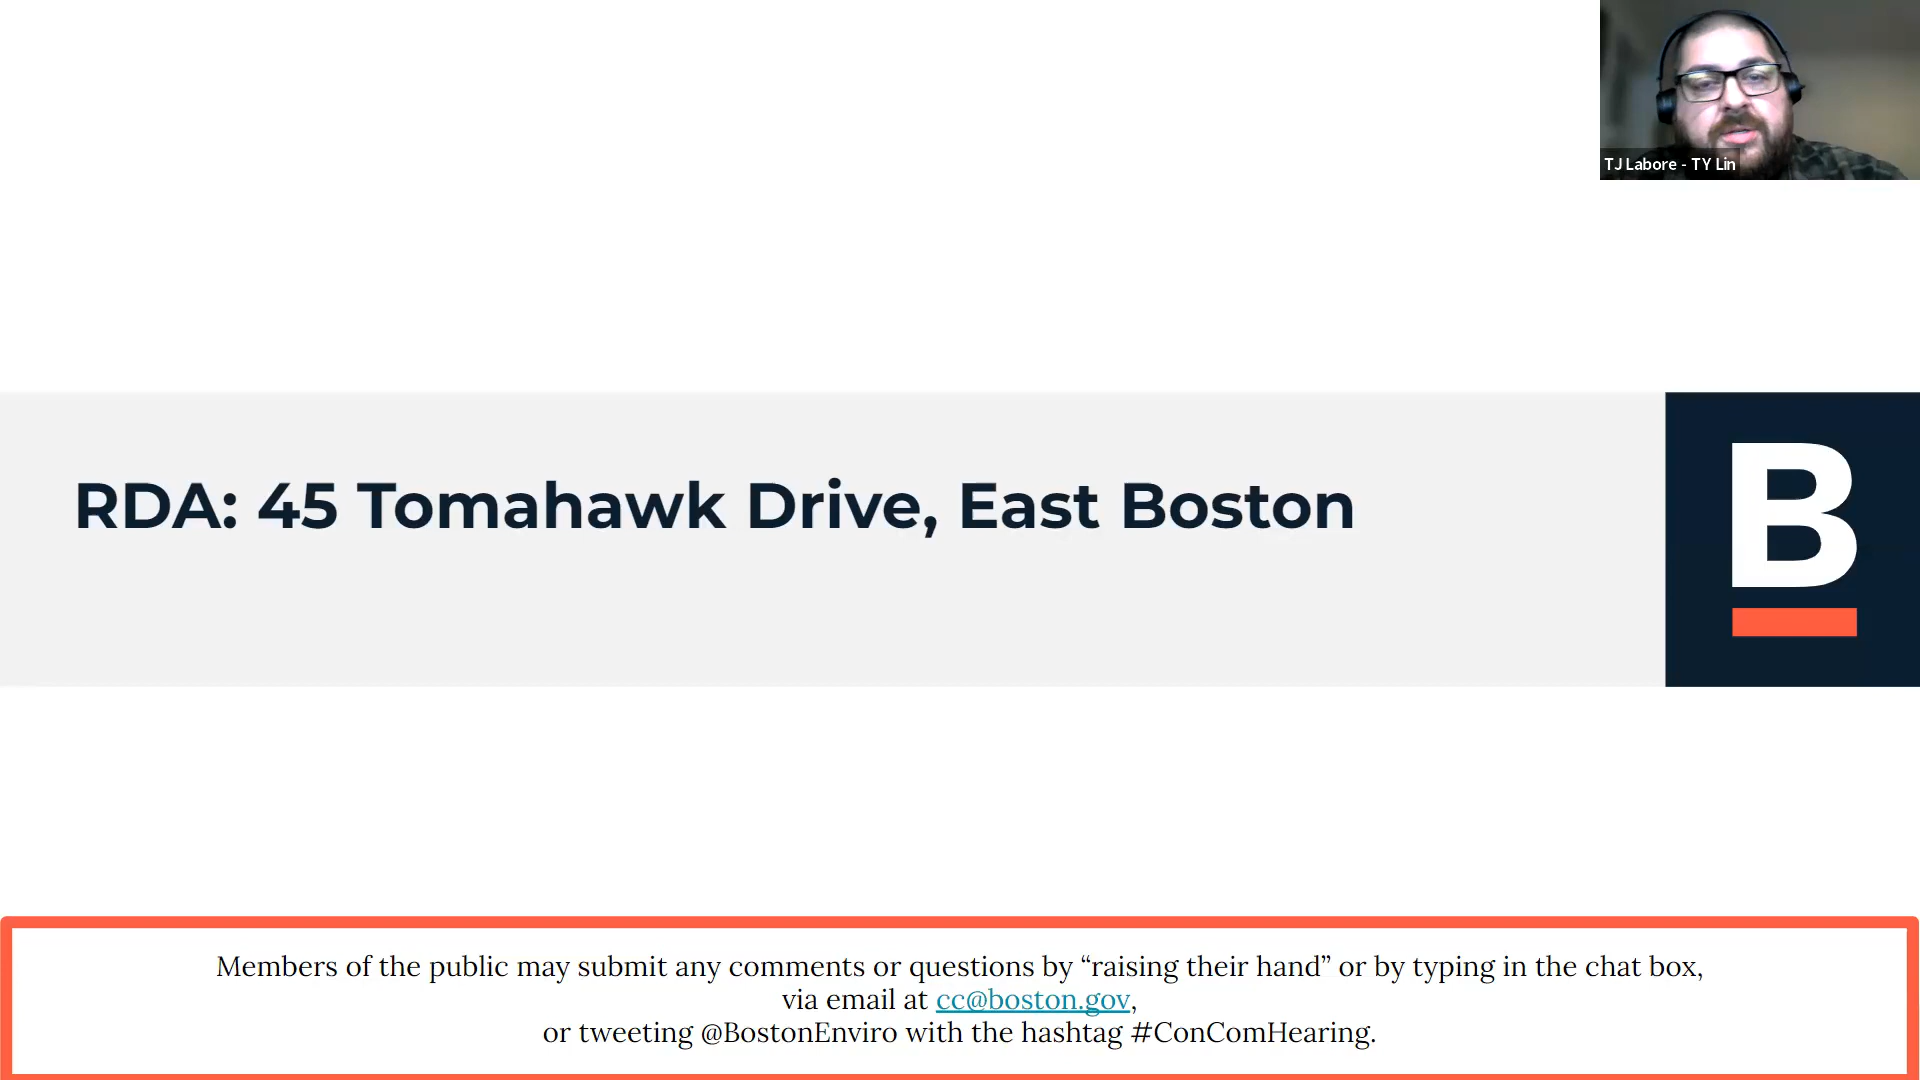 TJ Labore - TY Lin
RDA: 45 Tomahawk Drive, East Boston
B
Members of the public may submit any comments or questions by “raising their hand” or by typing in the chat box,
via email at cc@boston.gov,
or tweeting @BostonEnviro with the hashtag #ConComHearing.